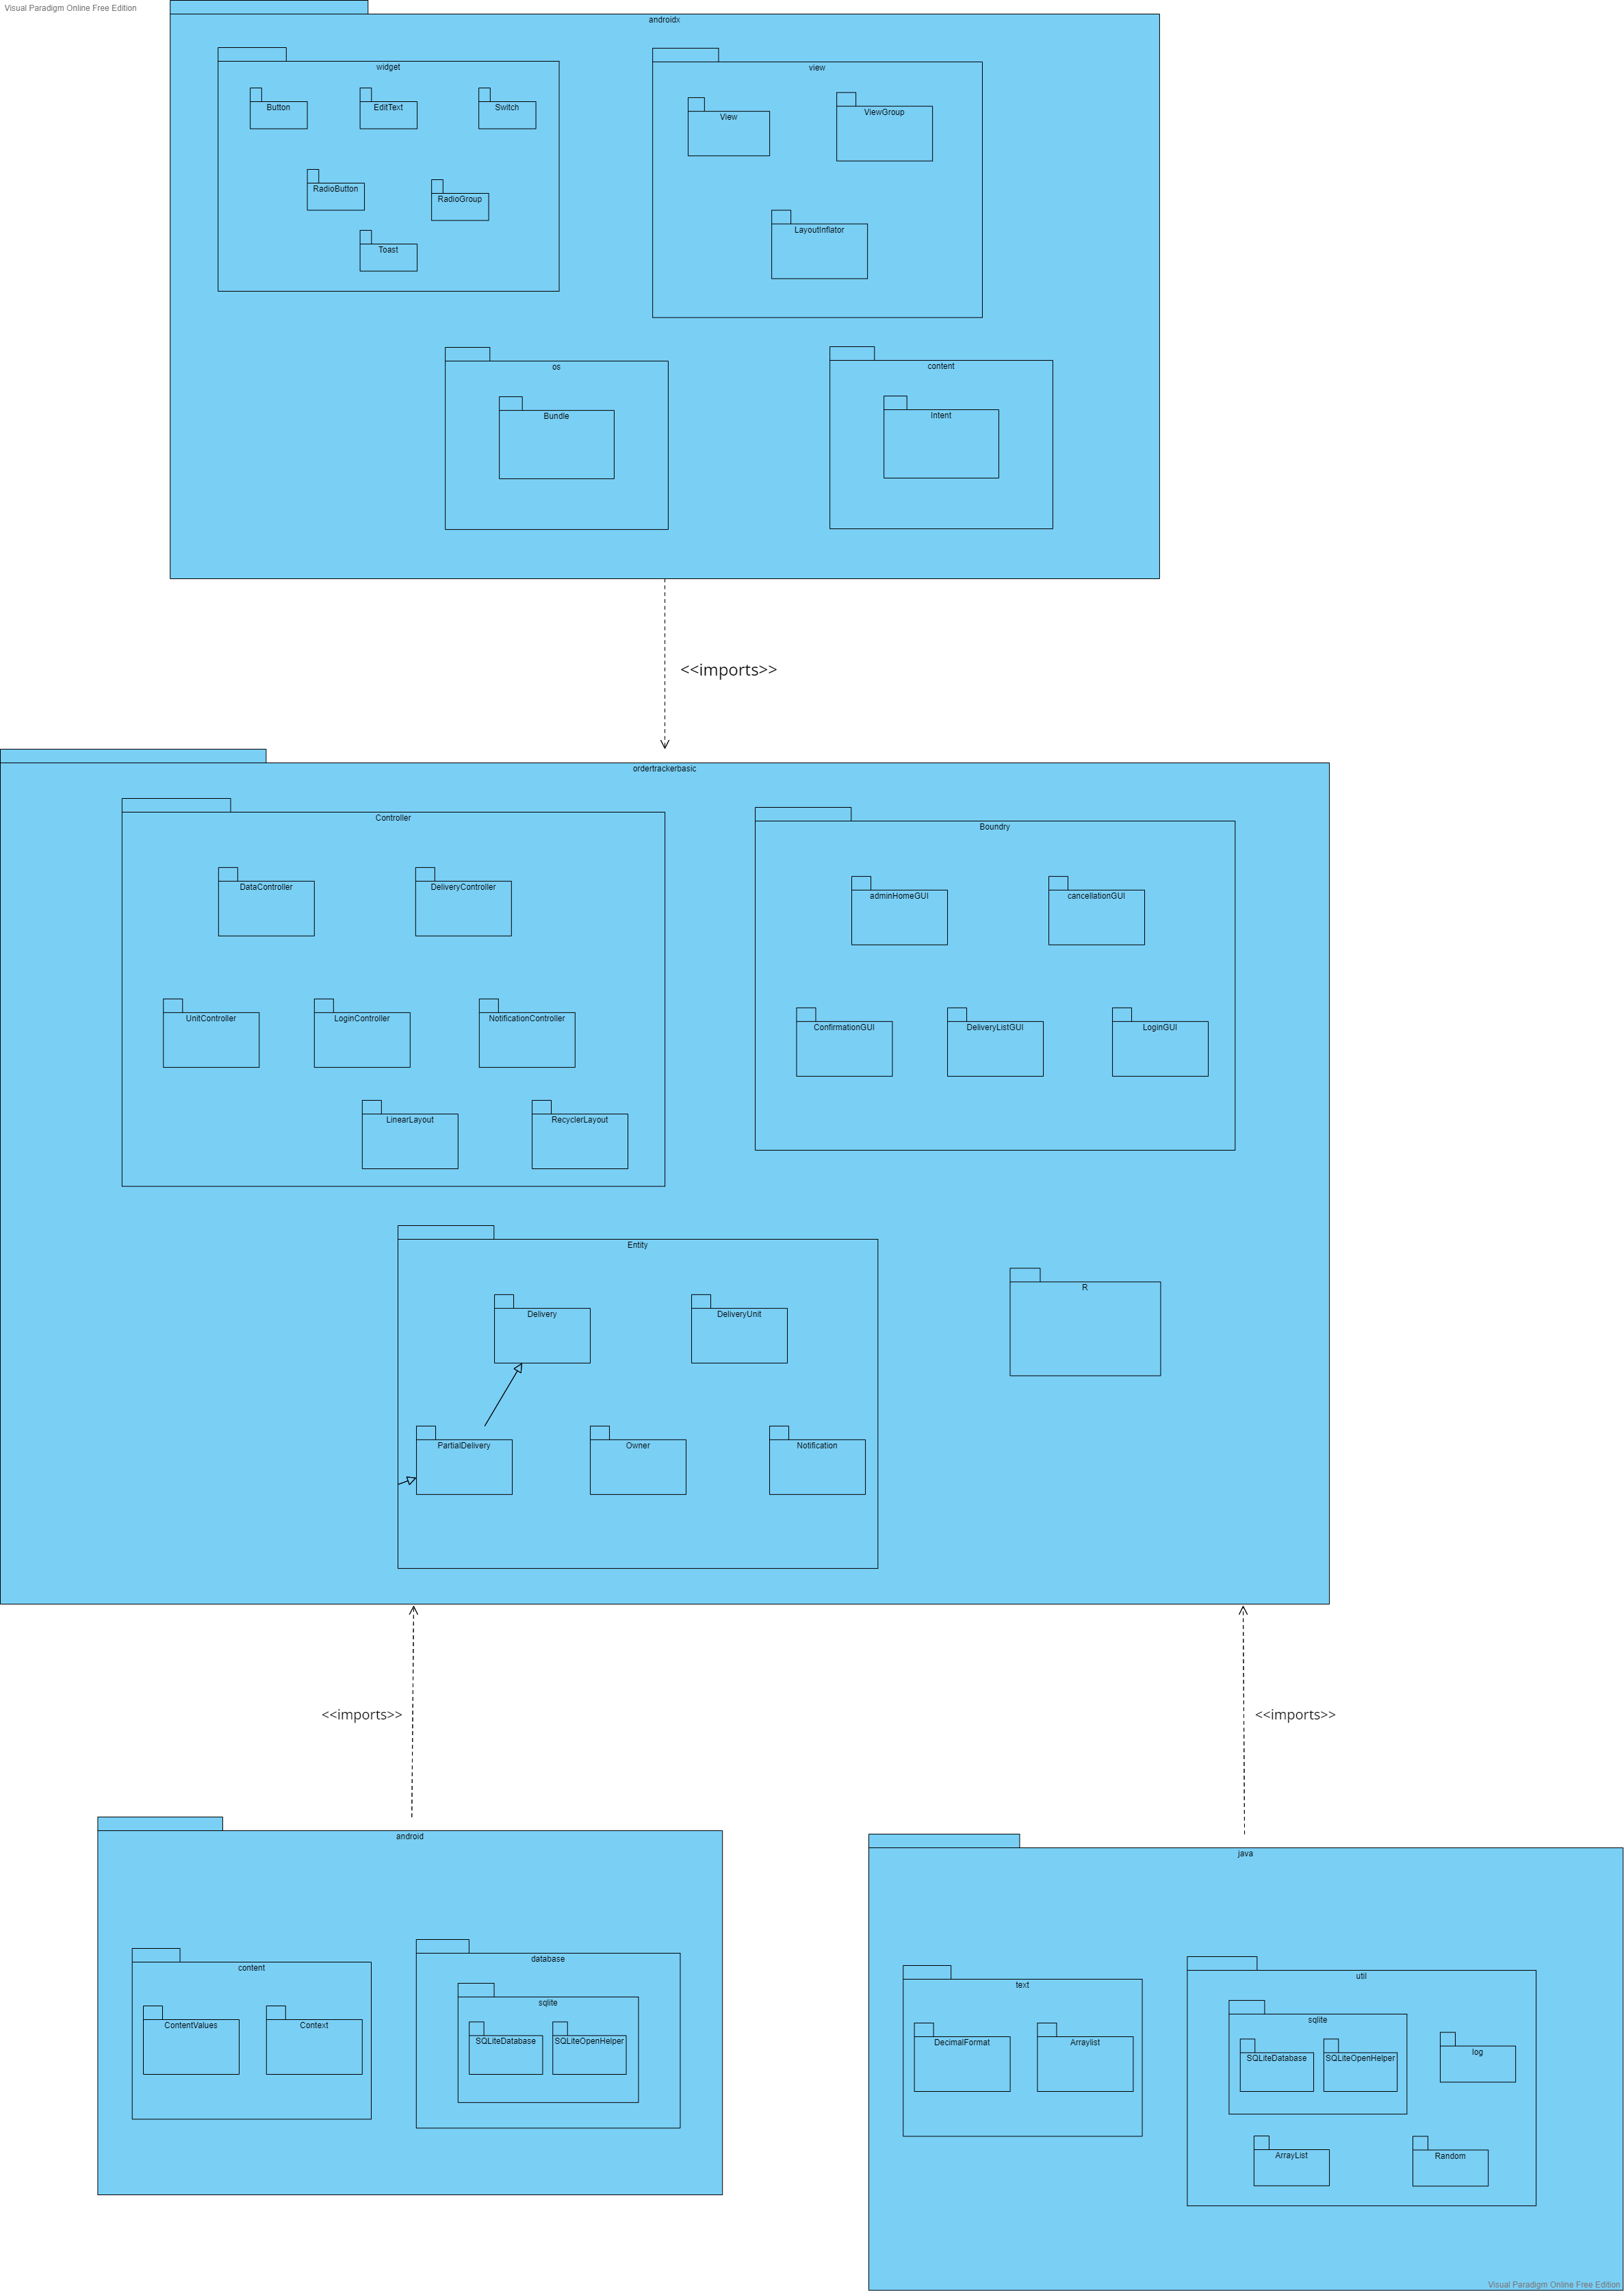 Visual Paradigm Online Free Edition
androidx
widget
view
Button
EditText
Switch
View
ViewGroup
RadioButton
RadioGroup
LayoutInflator
Toast
os
content
Bundle
Intent
<<imports>>
ordertrackerbasic
Controller
Boundry
DataController
DeliveryController
adminHomeGUI
cancellationGUI
UnitController
LoginController
NotificationController
ConfirmationGUI
DeliveryListGUI
LoginGUI
LinearLayout
RecyclerLayout
Entity
R
Delivery
DeliveryUnit
PartialDelivery
Owner
Notification
<<imports>>
<<imports>>
android
java
content
database
text
util
ContentValues
Context
sqlite
SQLiteDatabase
SQLiteOpenHelper
DecimalFormat
Arraylist
sqlite
SQLiteDatabase
SQLiteOpenHelper
log
ArrayList
Random
Visual Paradigm Online Free Edition